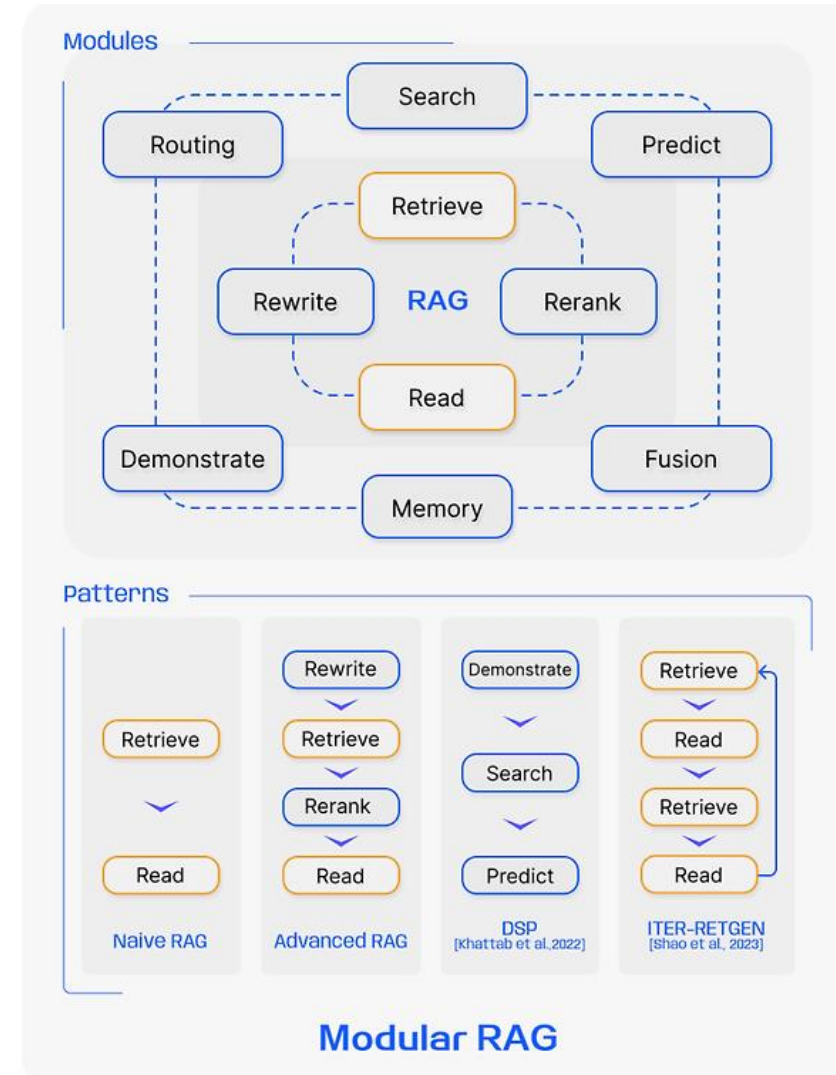 Modules
Search
Routing
Predict
Retrieve
Rewrite
RAG
Rerank
Read
Demonstrate
Fusion
Memory
Patterns
Retrieve
Read
Naive RAG
Rewrite
Retrieve
Rerank
Read
Advanced RAG
Demonstrate
Search
Predict
DSP
[Khattab et al.,2022]
Retrieve
Read
Retrieve
Read
ITER-RETGEN
[Shao et al., 2023]
Modular RAG